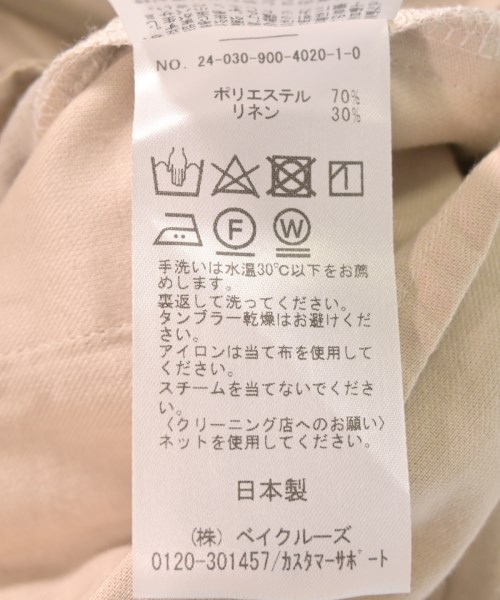 NO. 24-030-900-4020-1-0
ポリエステル 70%
リネン 30%
F W
手洗いは水温30℃以下をお薦
めします。
裏返して洗ってください。
タンブラー乾燥はお避けくだ
さい。
アイロンは当て布を使用して
ください。
スチームを当てないでくださ
い。
〈クリーニング店へのお願い〉
ネットを使用してください。
日本製
(株) ベイクルーズ
0120-301457/カスタマーサポート